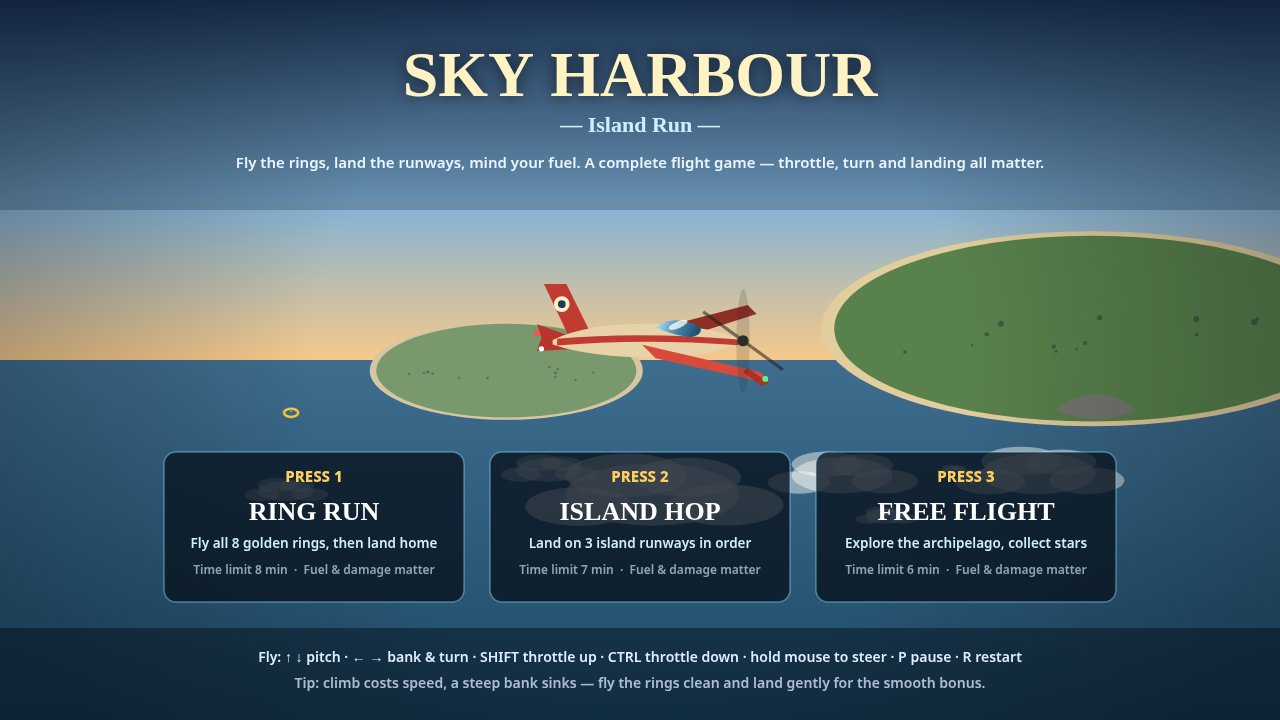 SKY HARBOUR
— Island Run —
Fly the rings, land the runways, mind your fuel. A complete flight game — throttle, turn and landing all matter.
PRESS 1
RING RUN
Fly all 8 golden rings, then land home
Time limit 8 min · Fuel & damage matter
PRESS 2
ISLAND HOP
Land on 3 island runways in order
Time limit 7 min · Fuel & damage matter
PRESS 3
FREE FLIGHT
Explore the archipelago, collect stars
Time limit 6 min · Fuel & damage matter
Fly: ↑ ↓ pitch · ← → bank & turn · SHIFT throttle up · CTRL throttle down · hold mouse to steer · P pause · R restart
Tip: climb costs speed, a steep bank sinks — fly the rings clean and land gently for the smooth bonus.